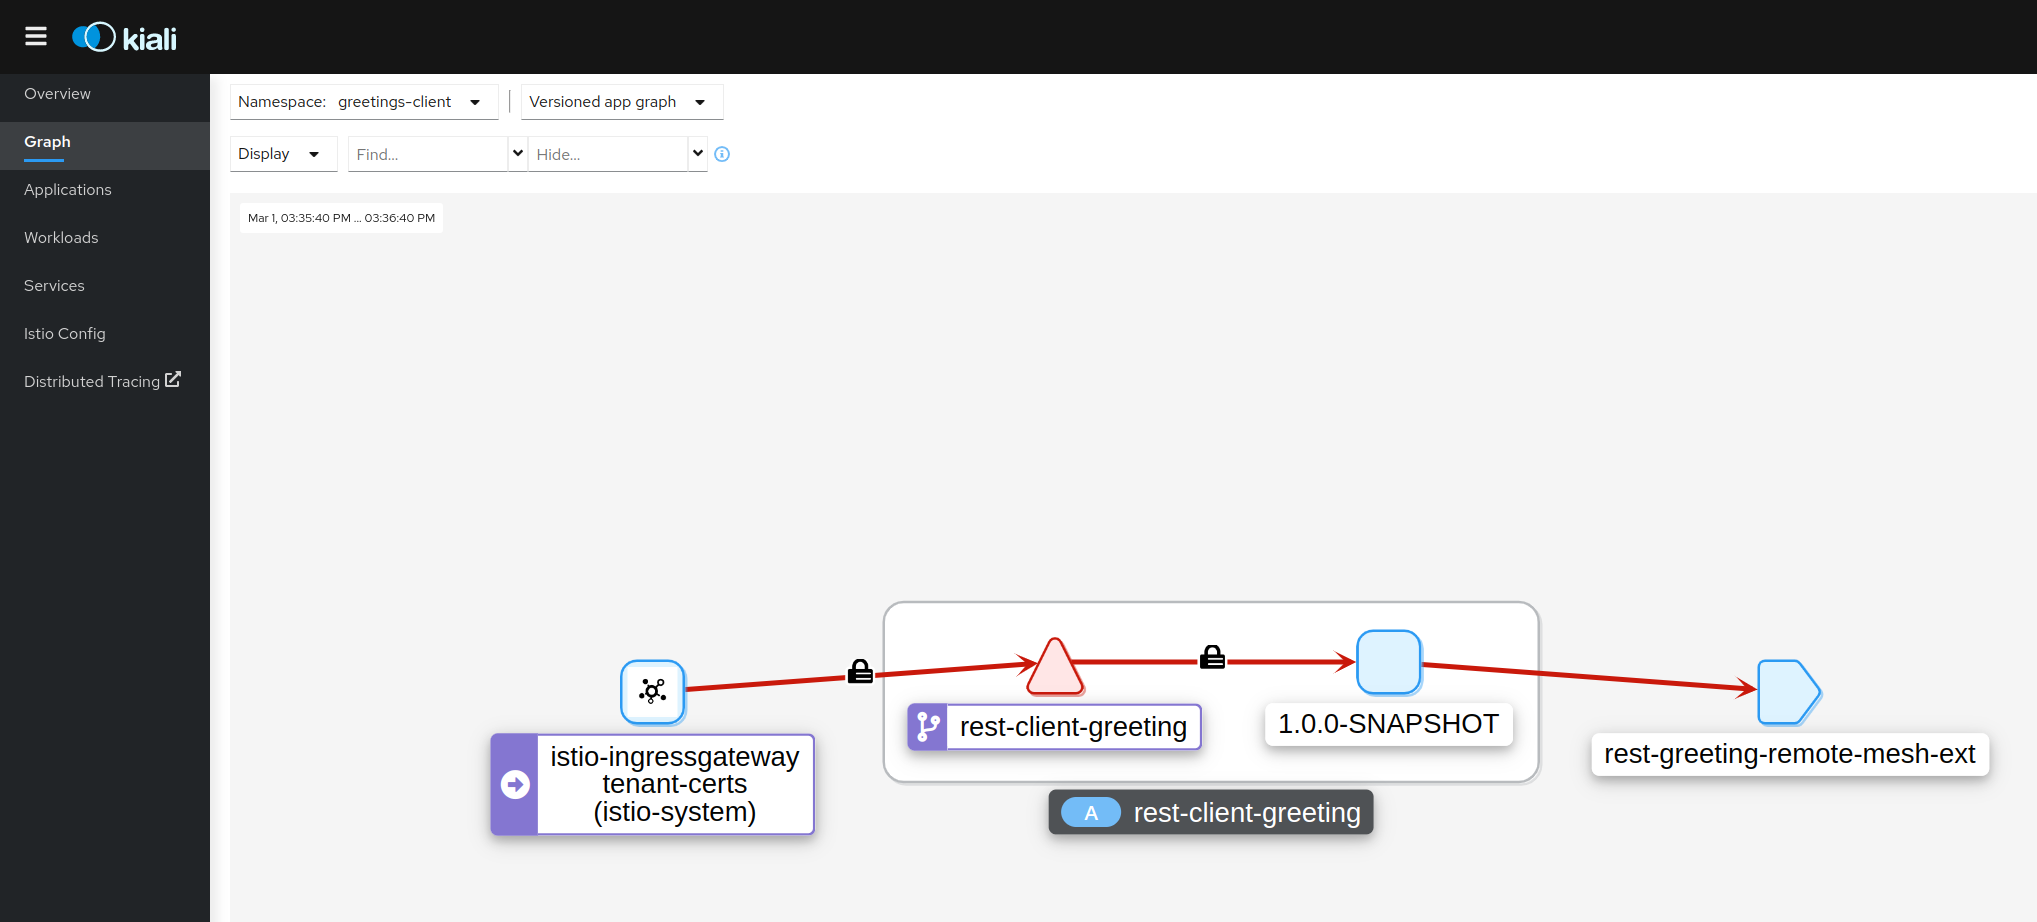 kiali
Overview
Graph
Applications
Workloads
Services
Istio Config
Distributed Tracing
Namespace: greetings-client
Versioned app graph
Display
Find...
Hide...
Mar 1, 03:35:40 PM ... 03:36:40 PM
istio-ingressgateway
tenant-certs
(istio-system)
rest-client-greeting
1.0.0-SNAPSHOT
A rest-client-greeting
rest-greeting-remote-mesh-ext